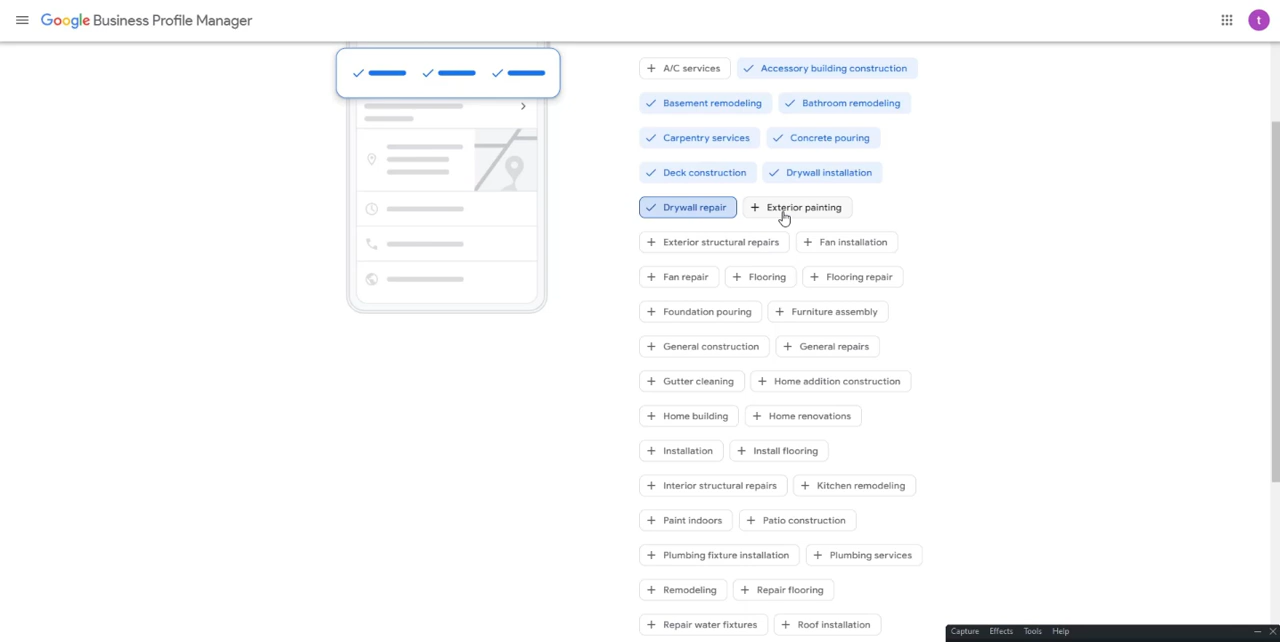 Google Business Profile Manager
t
A/C services
Accessory building construction
Basement remodeling
Bathroom remodeling
Carpentry services
Concrete pouring
Deck construction
Drywall installation
Drywall repair
Exterior painting
Exterior structural repairs
Fan installation
Fan repair
Flooring
Flooring repair
Foundation pouring
Furniture assembly
General construction
General repairs
Gutter cleaning
Home addition construction
Home building
Home renovations
Installation
Install flooring
Interior structural repairs
Kitchen remodeling
Paint indoors
Patio construction
Plumbing fixture installation
Plumbing services
Remodeling
Repair flooring
Repair water fixtures
Roof installation
Capture Effects Tools Help